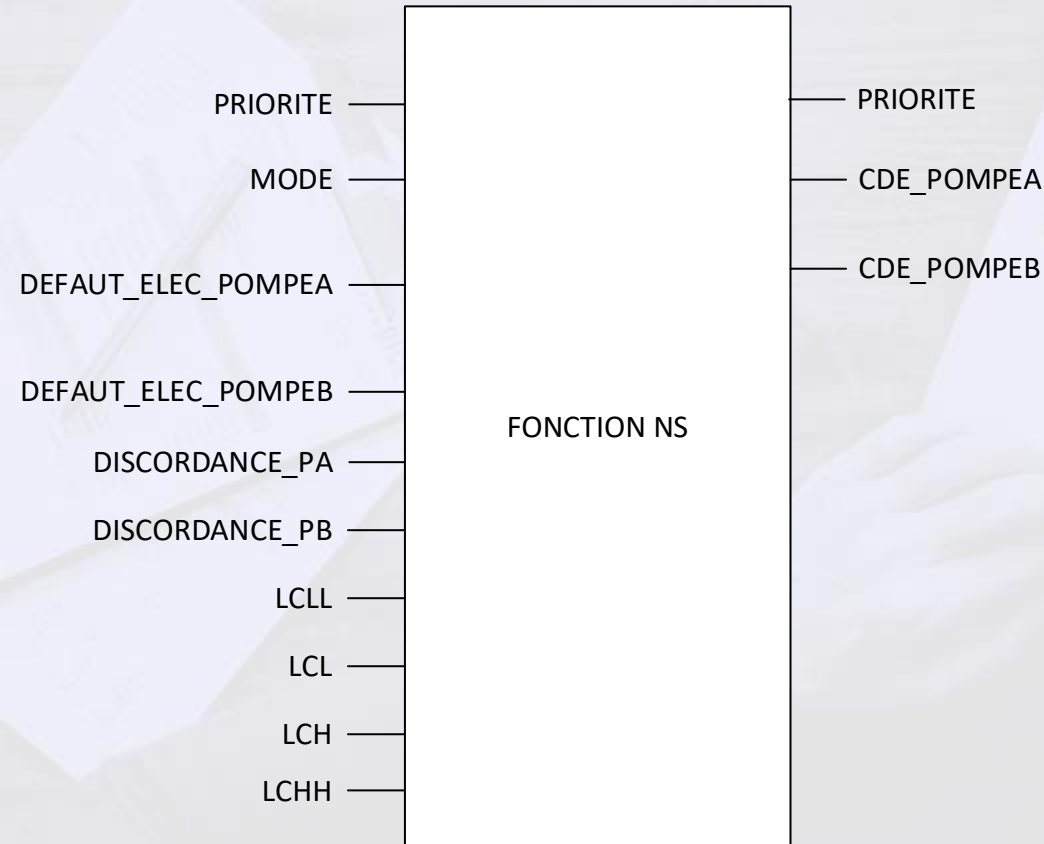 PRIORITE
MODE
DEFAUT_ELEC_POMPEA
DEFAUT_ELEC_POMPEB
DISCORDANCE_PA
DISCORDANCE_PB
LCLL
LCL
LCH
LCHH
FONCTION NS
PRIORITE
CDE_POMPEA
CDE_POMPEB